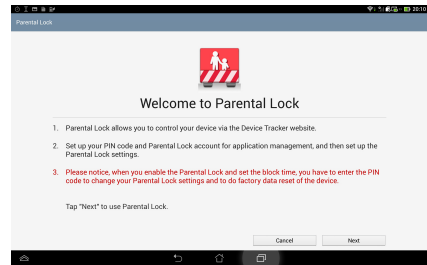 20:10
Parental Lock
Welcome to Parental Lock
1. Parental Lock allows you to control your device via the Device Tracker website.
2. Set up your PIN code and Parental Lock account for application management, and then set up the
Parental Lock settings.
3. Please notice, when you enable the Parental Lock and set the block time, you have to enter the PIN
code to change your Parental Lock settings and to do factory data reset of the device.
Tap "Next" to use Parental Lock.
Cancel Next